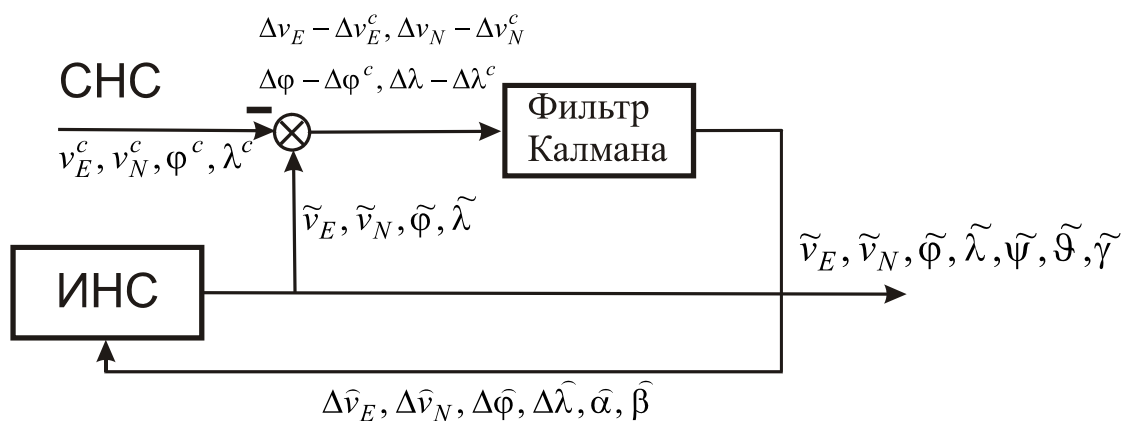 Δv_E − Δv_E^c, Δv_N − Δv_N^c
Δφ − Δφ^c, Δλ − Δλ^c
СНС
−
Фильтр
Калмана
v_E^c, v_N^c, φ^c, λ^c
ṽ_E, ṽ_N, φ̃, λ̃
ṽ_E, ṽ_N, φ̃, λ̃, ψ̃, ϑ̃, γ̃
ИНС
Δv̂_E, Δv̂_N, Δφ̂, Δλ̂, α̂, β̂